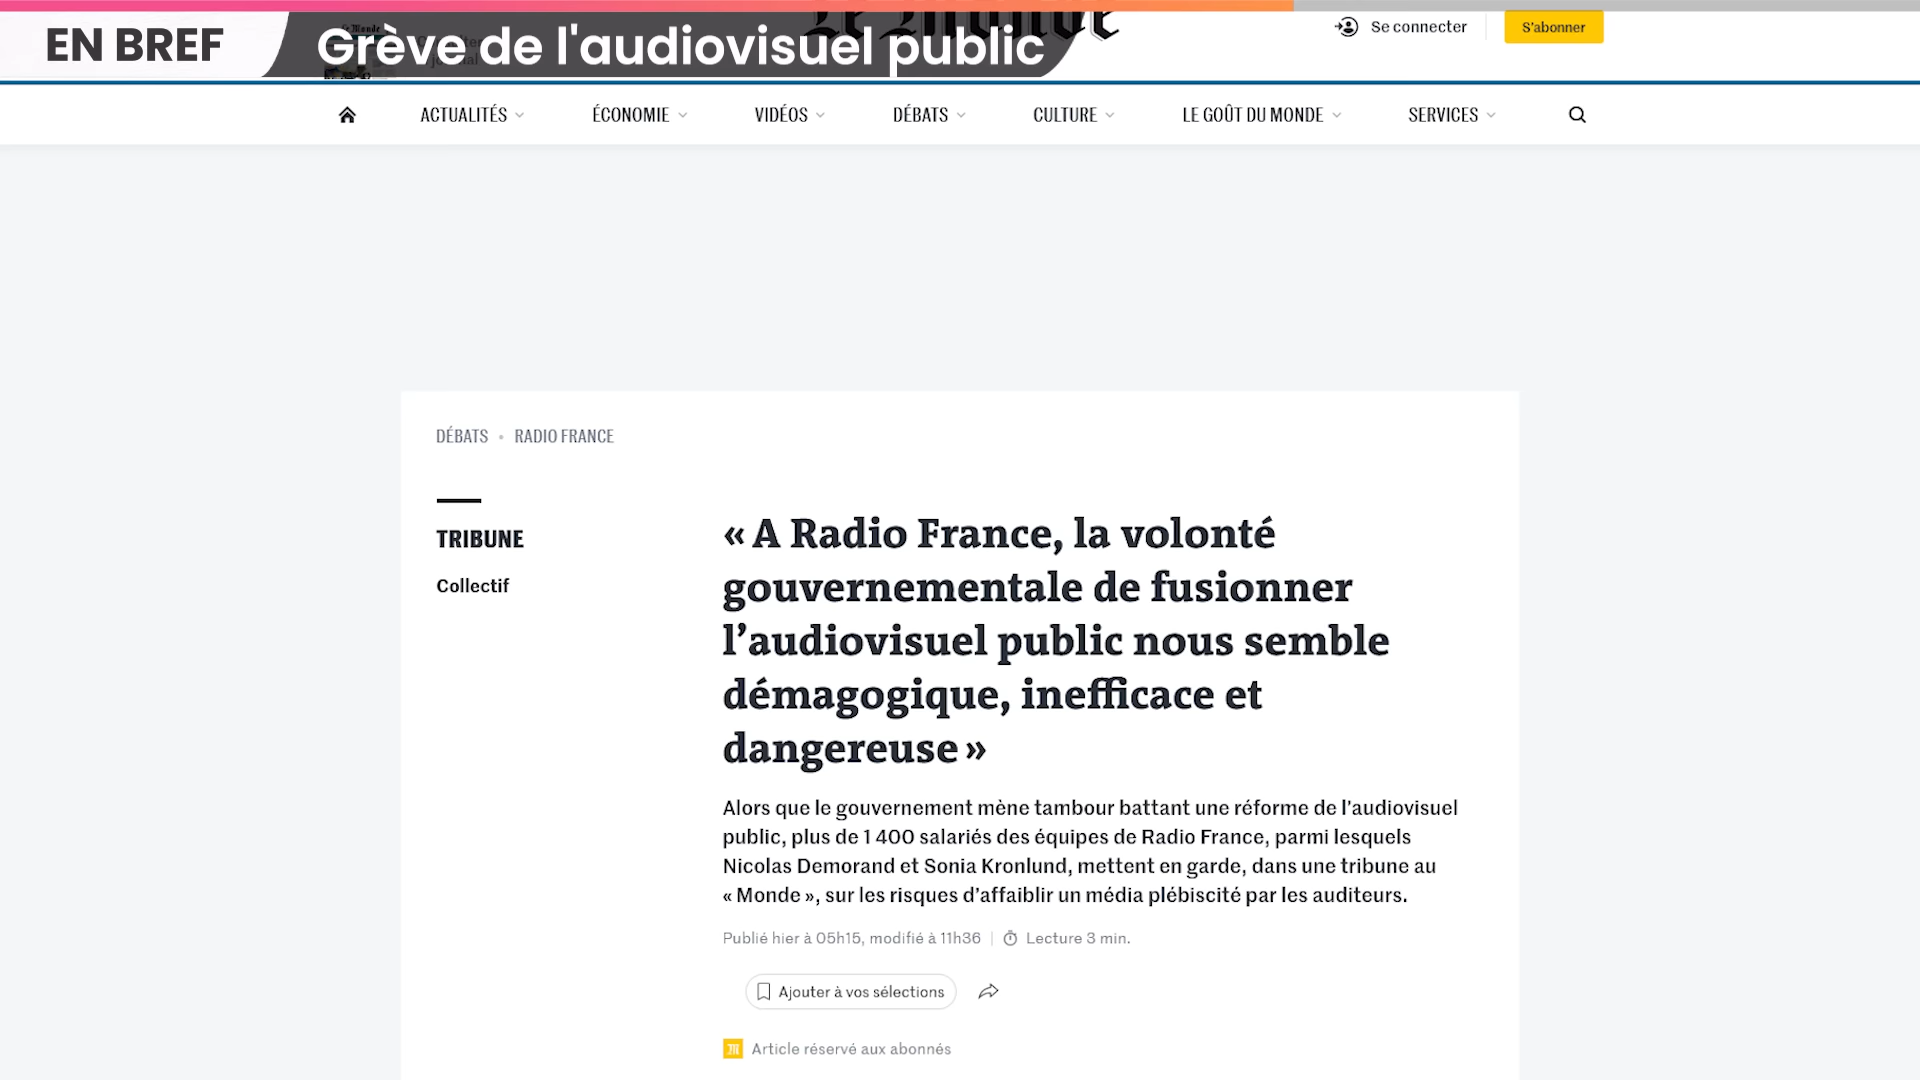 EN BREF
Grève de l'audiovisuel public
Le Monde
Se connecter
S'abonner
ACTUALITÉS
ÉCONOMIE
VIDÉOS
DÉBATS
CULTURE
LE GOÛT DU MONDE
SERVICES
DÉBATS • RADIO FRANCE
TRIBUNE
Collectif
« A Radio France, la volonté
gouvernementale de fusionner
l’audiovisuel public nous semble
démagogique, inefficace et
dangereuse »
Alors que le gouvernement mène tambour battant une réforme de l’audiovisuel
public, plus de 1 400 salariés des équipes de Radio France, parmi lesquels
Nicolas Demorand et Sonia Kronlund, mettent en garde, dans une tribune au
« Monde », sur les risques d’affaiblir un média plébiscité par les auditeurs.
Publié hier à 05h15, modifié à 11h36 | Lecture 3 min.
Ajouter à vos sélections
Article réservé aux abonnés